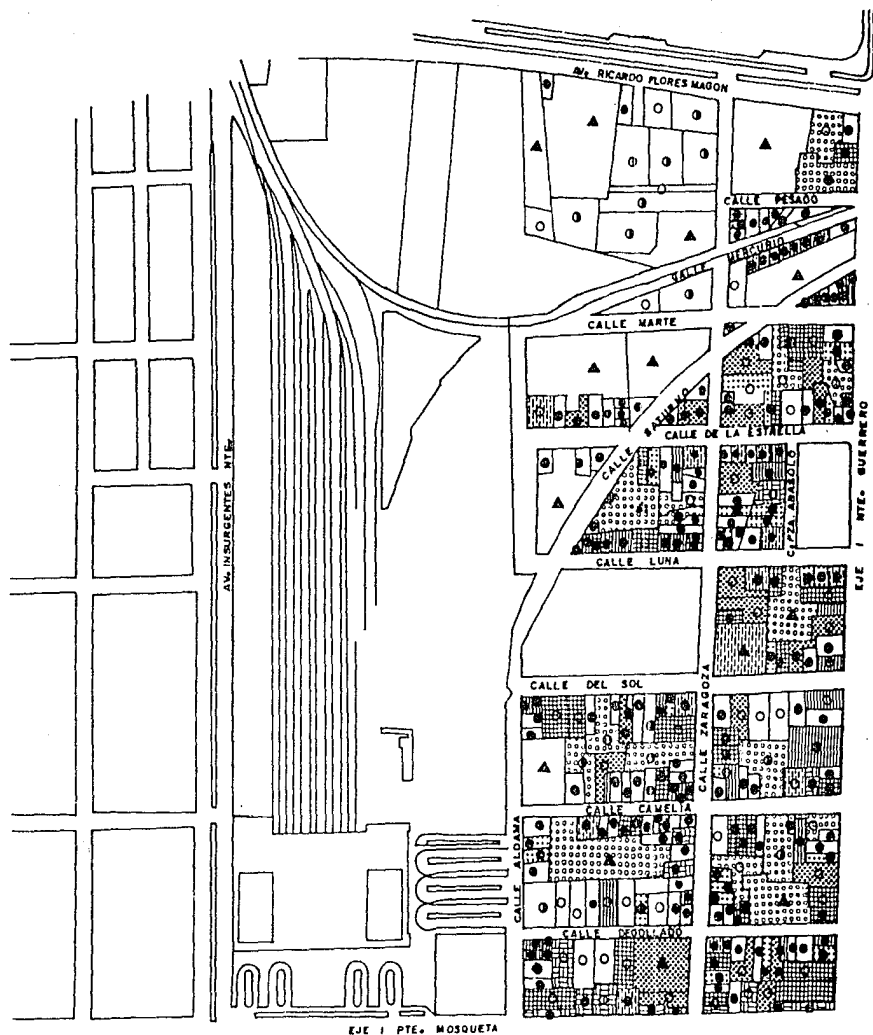 AV. RICARDO FLORES MAGON
CALLE PESADO
CALLE MERCURIO
CALLE MARTE
CALLE SATURNO
CALLE DE LA ESTRELLA
AV. INSURGENTES NTE.
C. PZA. ABASOLO
EJE 1 NTE. GUERRERO
CALLE LUNA
CALLE DEL SOL
CALLE ZARAGOZA
CALLE CAMELIA
CALLE ALDAMA
CALLE DEGOLLADO
EJE 1 PTE. MOSQUETA